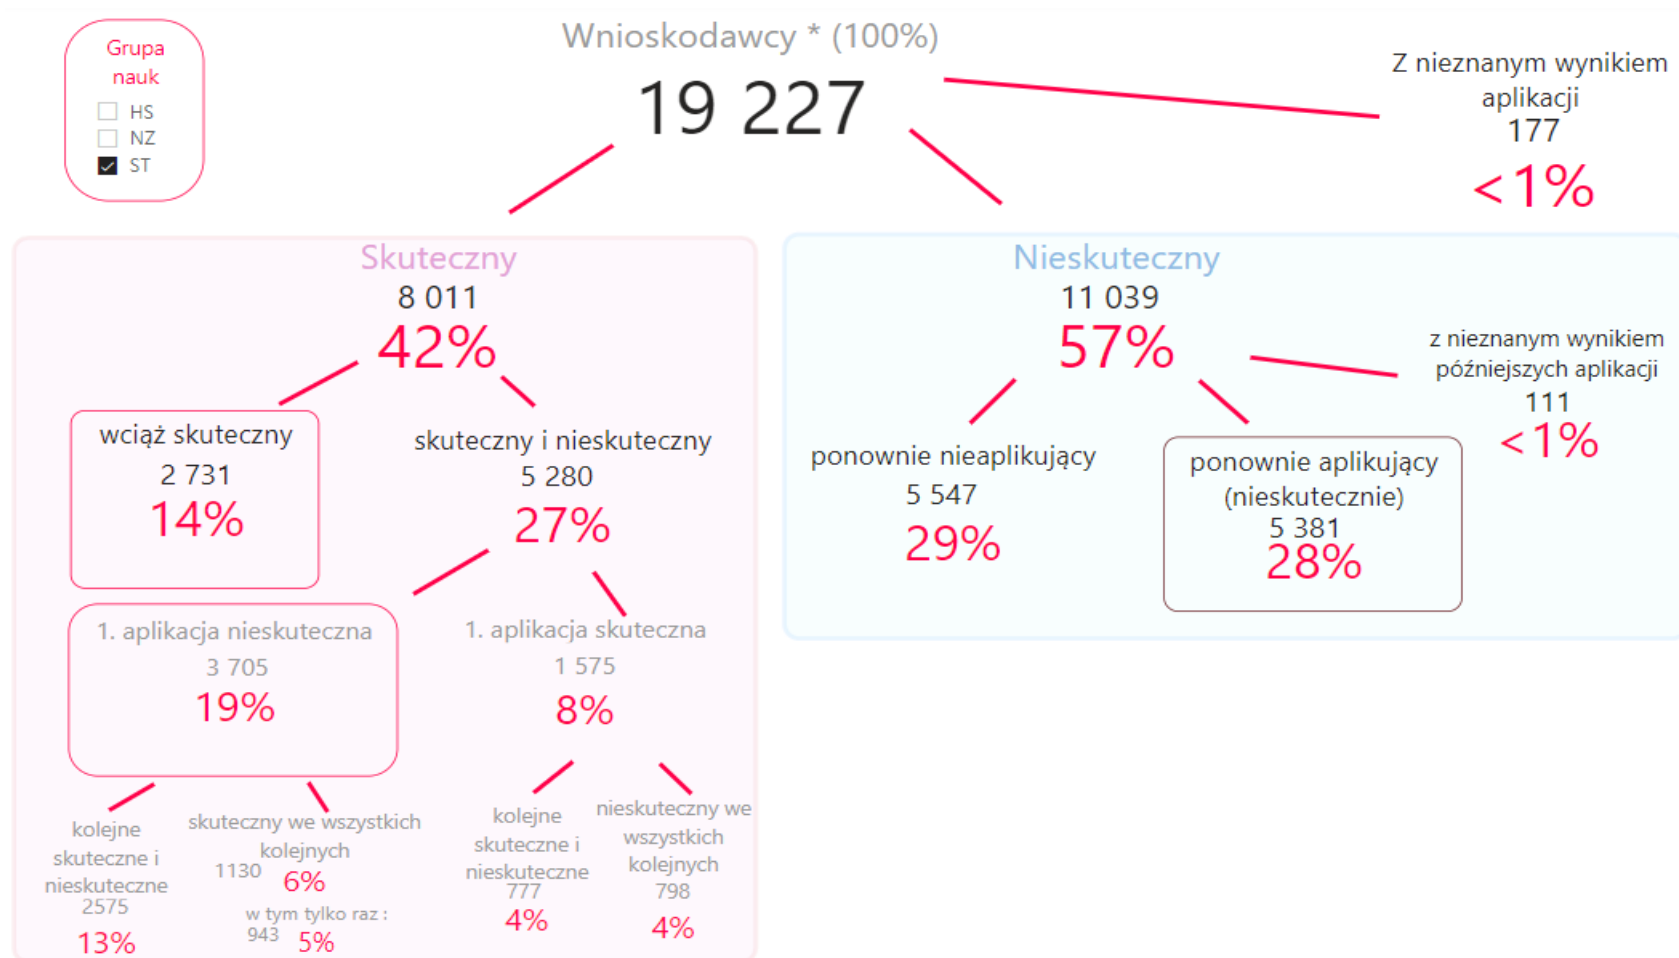 Grupa
nauk
HS
NZ
ST
Wnioskodawcy * (100%)
19 227
Z nieznanym wynikiem
aplikacji
177
<1%
Skuteczny
8 011
42%
wciąż skuteczny
2 731
14%
skuteczny i nieskuteczny
5 280
27%
1. aplikacja nieskuteczna
3 705
19%
1. aplikacja skuteczna
1 575
8%
kolejne
skuteczne i
nieskuteczne
2575
13%
skuteczny we wszystkich
kolejnych
1130 6%
w tym tylko raz :
943 5%
kolejne
skuteczne i
nieskuteczne
777
4%
nieskuteczny we
wszystkich
kolejnych
798
4%
Nieskuteczny
11 039
57%
z nieznanym wynikiem
późniejszych aplikacji
111
<1%
ponownie nieaplikujący
5 547
29%
ponownie aplikujący
(nieskutecznie)
5 381
28%